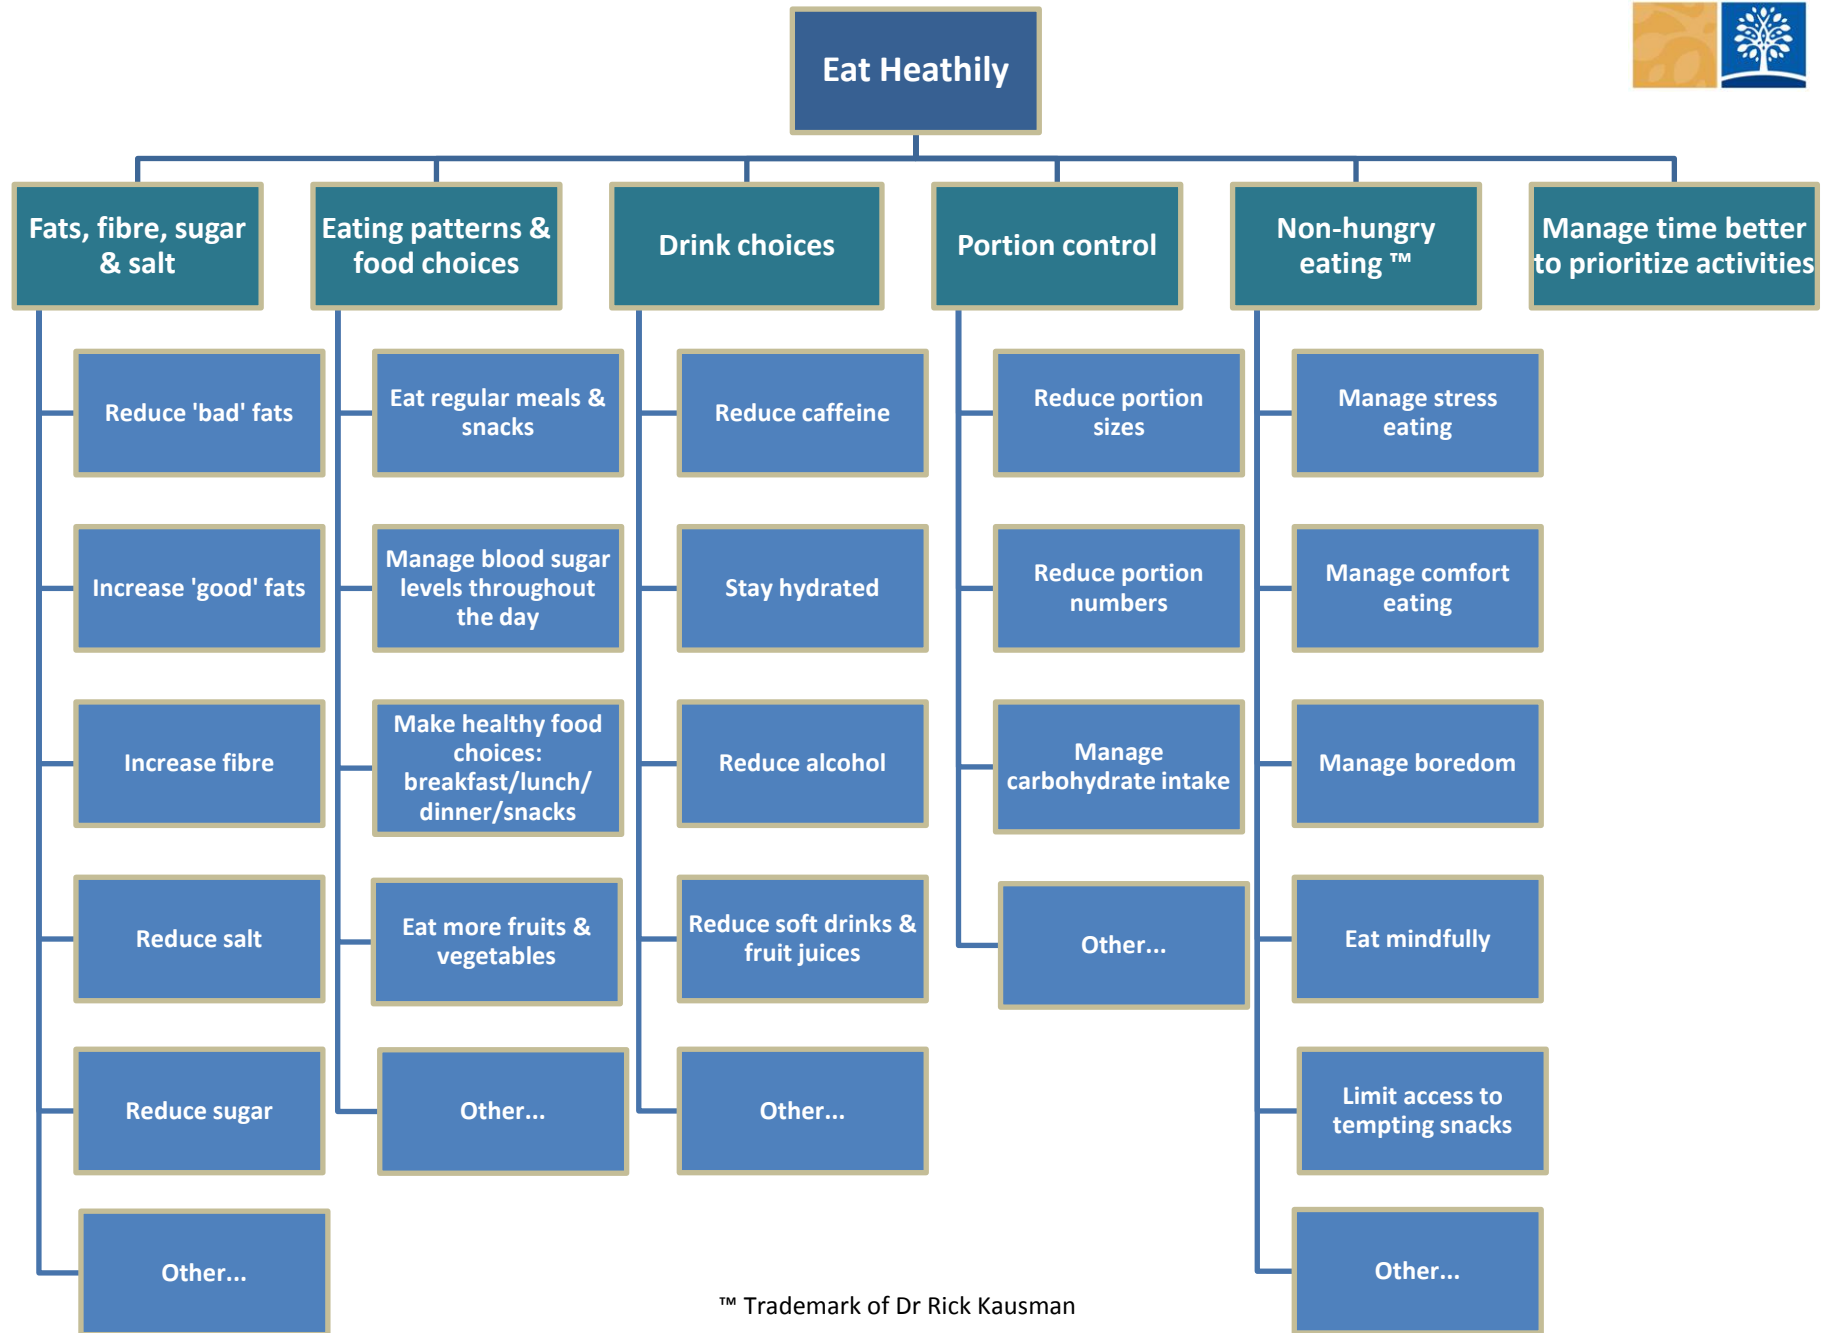 Eat Heathily
Fats, fibre, sugar
& salt
Reduce 'bad' fats
Increase 'good' fats
Increase fibre
Reduce salt
Reduce sugar
Other...
Eating patterns &
food choices
Eat regular meals &
snacks
Manage blood sugar
levels throughout
the day
Make healthy food
choices:
breakfast/lunch/
dinner/snacks
Eat more fruits &
vegetables
Other...
Drink choices
Reduce caffeine
Stay hydrated
Reduce alcohol
Reduce soft drinks &
fruit juices
Other...
Portion control
Reduce portion
sizes
Reduce portion
numbers
Manage
carbohydrate intake
Other...
Non-hungry
eating ™
Manage stress
eating
Manage comfort
eating
Manage boredom
Eat mindfully
Limit access to
tempting snacks
Other...
Manage time better
to prioritize activities
™ Trademark of Dr Rick Kausman